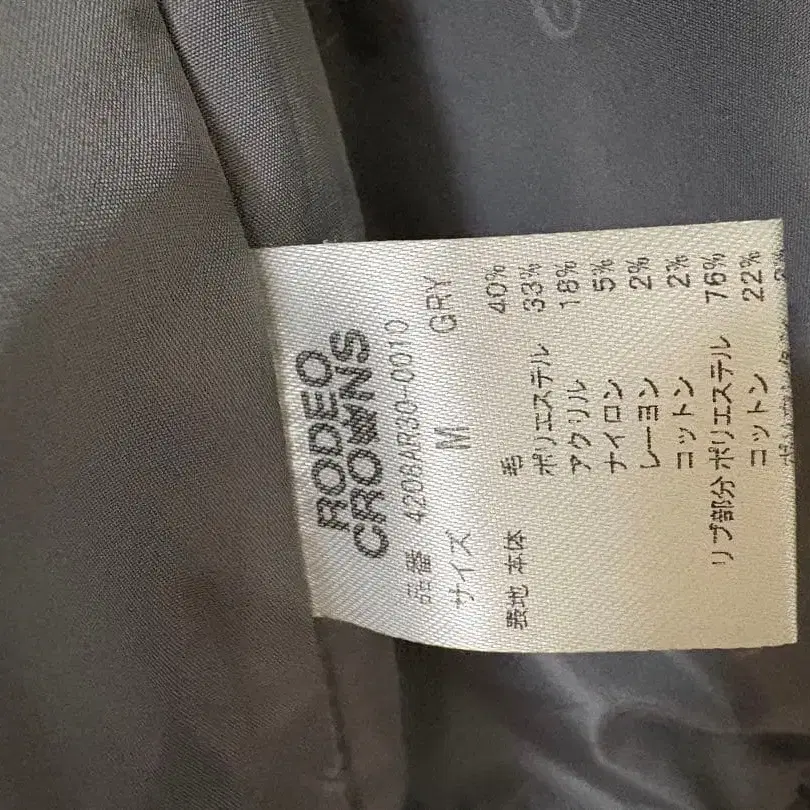 RODEO
CROWNS
品番 4208AR30-0010
サイズ M GRY
表地 本体 毛 40%
ポリエステル 33%
アクリル 18%
ナイロン 5%
レーヨン 2%
コットン 2%
リブ部分 ポリエステル 76%
コットン 22%